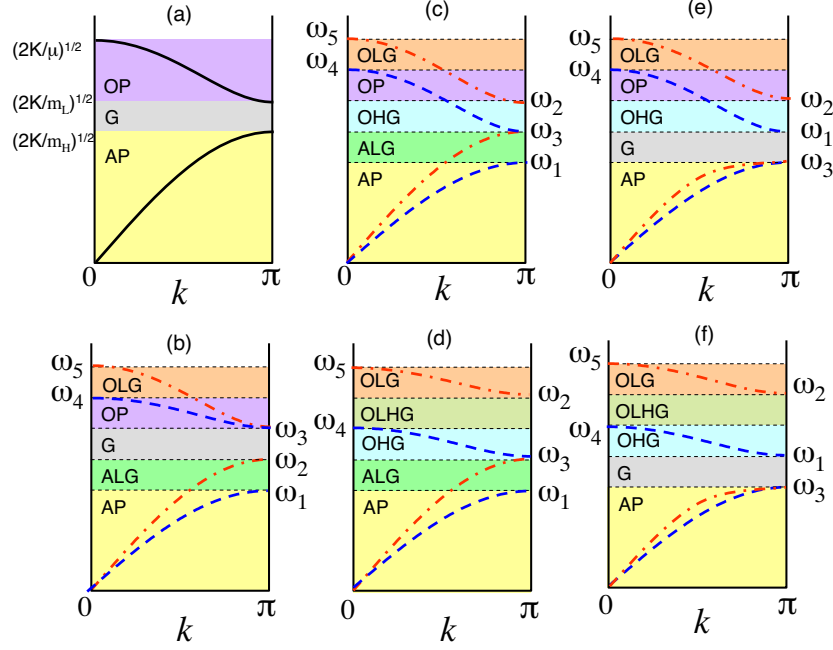 (a)
(2K/μ)^1/2
OP
(2K/m_L)^1/2
G
(2K/m_H)^1/2
AP
0
k
π
(c)
ω5
OLG
ω4
OP
ω2
OHG
ω3
ALG
ω1
AP
0
k
π
(e)
ω5
OLG
ω4
OP
ω2
OHG
ω1
G
ω3
AP
0
k
π
(b)
ω5
OLG
ω4
OP
ω3
G
ω2
ALG
ω1
AP
0
k
π
(d)
ω5
OLG
ω2
OLHG
ω4
OHG
ω3
ALG
ω1
AP
0
k
π
(f)
ω5
OLG
ω2
OLHG
ω4
OHG
ω1
G
ω3
AP
0
k
π